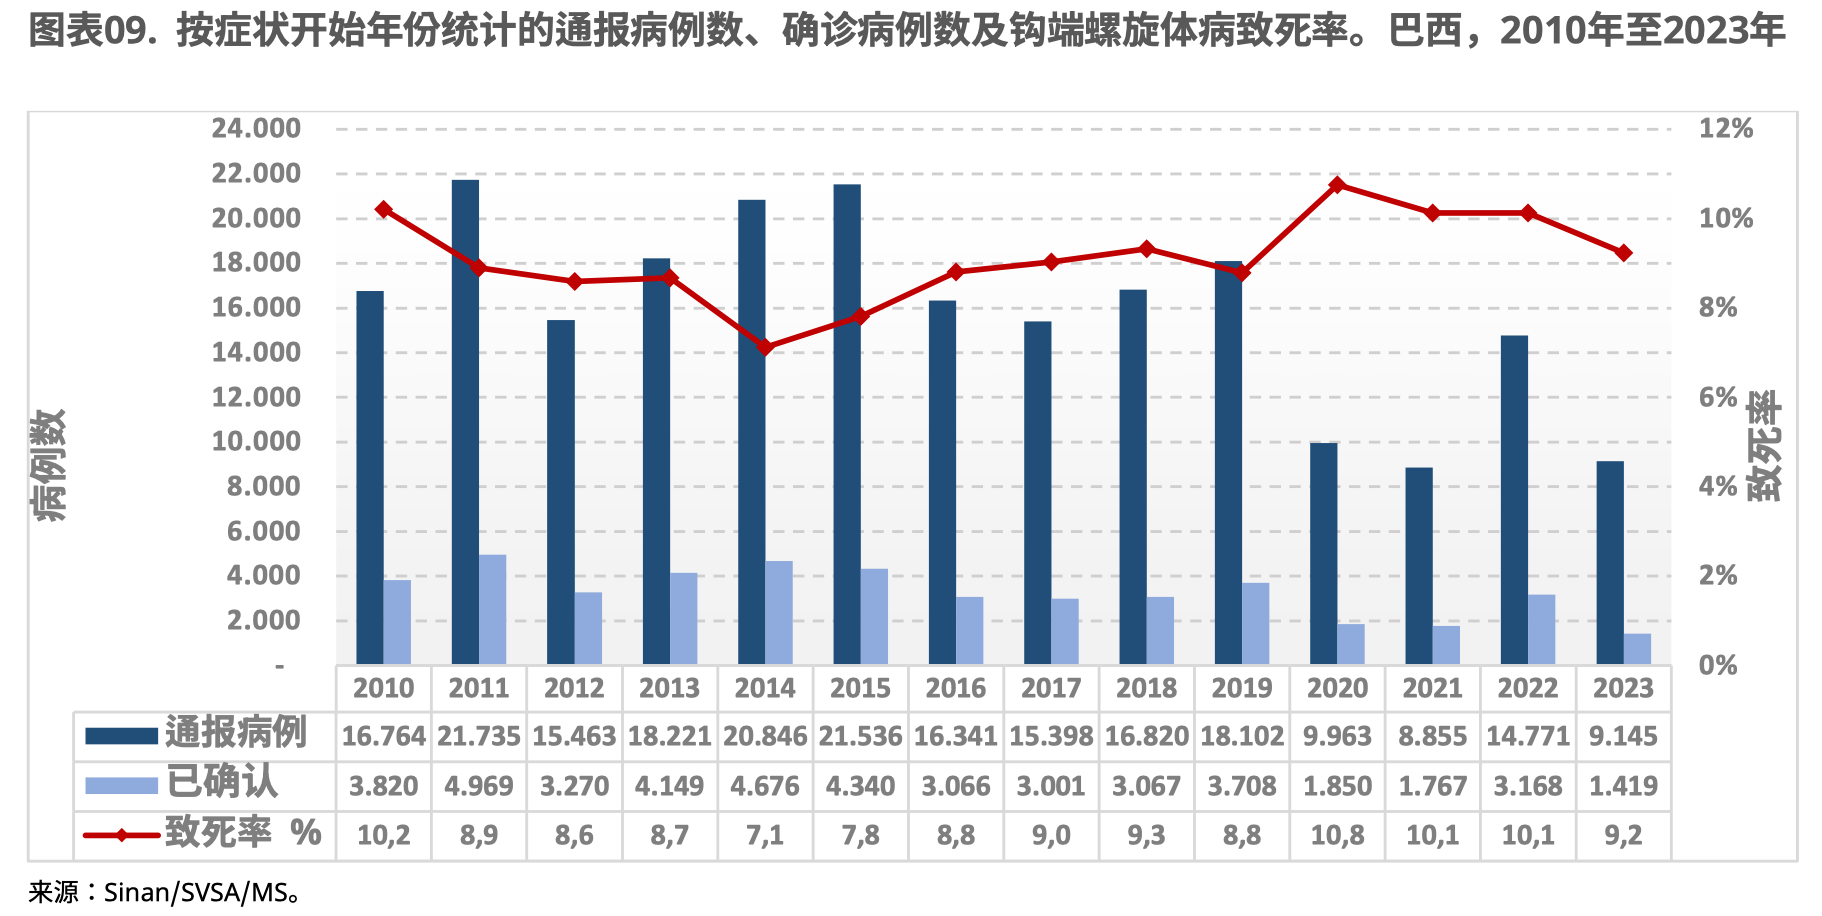 图表09. 按症状开始年份统计的通报病例数、确诊病例数及钩端螺旋体病致死率。巴西，2010年至2023年
24.000
22.000
20.000
18.000
16.000
14.000
12.000
10.000
8.000
6.000
4.000
2.000
-
病例数
12%
10%
8%
6%
4%
2%
0%
致死率
2010 2011 2012 2013 2014 2015 2016 2017 2018 2019 2020 2021 2022 2023
通报病例 16.764 21.735 15.463 18.221 20.846 21.536 16.341 15.398 16.820 18.102 9.963 8.855 14.771 9.145
已确认 3.820 4.969 3.270 4.149 4.676 4.340 3.066 3.001 3.067 3.708 1.850 1.767 3.168 1.419
致死率 % 10,2 8,9 8,6 8,7 7,1 7,8 8,8 9,0 9,3 8,8 10,8 10,1 10,1 9,2
来源：Sinan/SVSA/MS。